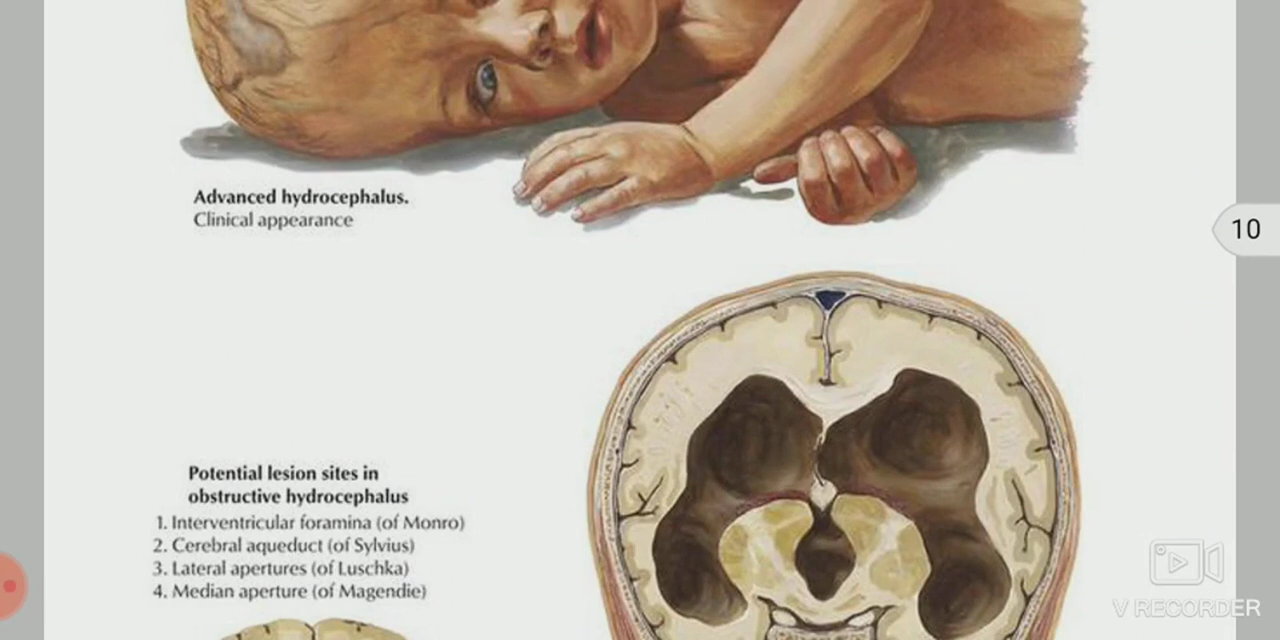 Advanced hydrocephalus.
Clinical appearance
10
Potential lesion sites in
obstructive hydrocephalus
1. Interventricular foramina (of Monro)
2. Cerebral aqueduct (of Sylvius)
3. Lateral apertures (of Luschka)
4. Median aperture (of Magendie)
V RECORDER